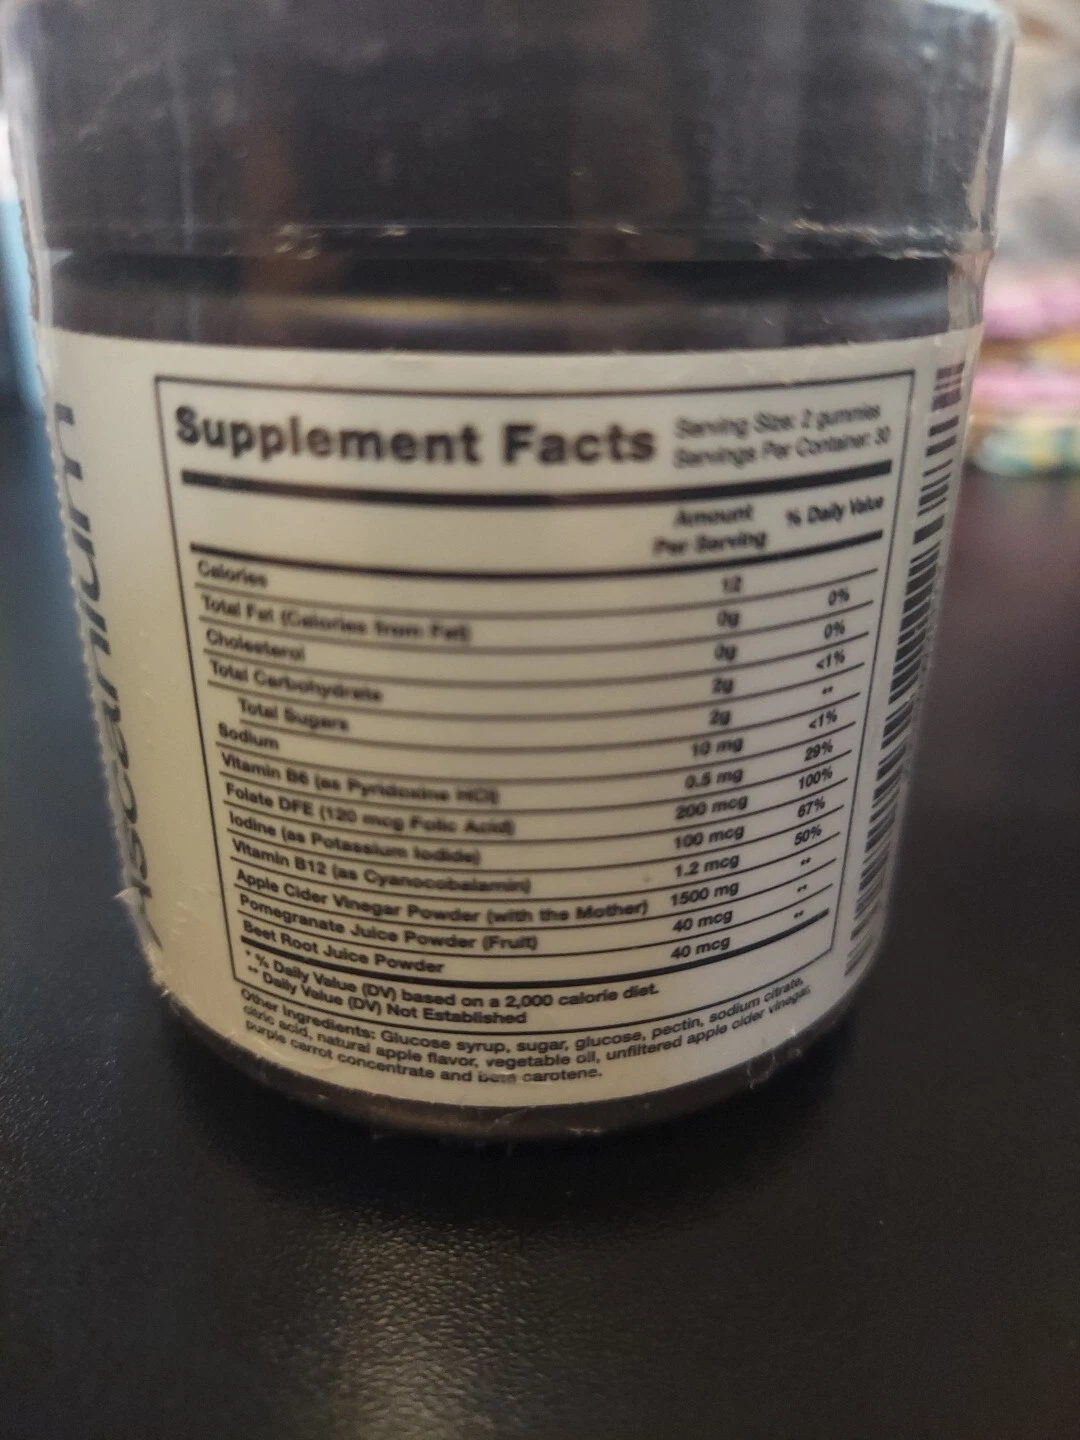 Supplement Facts
Serving Size: 2 gummies
Servings Per Container: 30
Amount Per Serving % Daily Value
Calories 12
Total Fat (Calories from Fat) 0g 0%
Cholesterol 0g 0%
Total Carbohydrate 2g <1%
Total Sugars 2g **
Sodium 10 mg <1%
Vitamin B6 (as Pyridoxine HCl) 0.5 mg 29%
Folate DFE (120 mcg Folic Acid) 200 mcg 100%
Iodine (as Potassium Iodide) 100 mcg 67%
Vitamin B12 (as Cyanocobalamin) 1.2 mcg 50%
Apple Cider Vinegar Powder (with the Mother) 1500 mg **
Pomegranate Juice Powder (Fruit) 40 mcg **
Beet Root Juice Powder 40 mcg **
* % Daily Value (DV) based on a 2,000 calorie diet.
** Daily Value (DV) Not Established
Other Ingredients: Glucose syrup, sugar, glucose, pectin, sodium citrate,
citric acid, natural apple flavor, vegetable oil, unfiltered apple cider vinegar,
purple carrot concentrate and beta carotene.